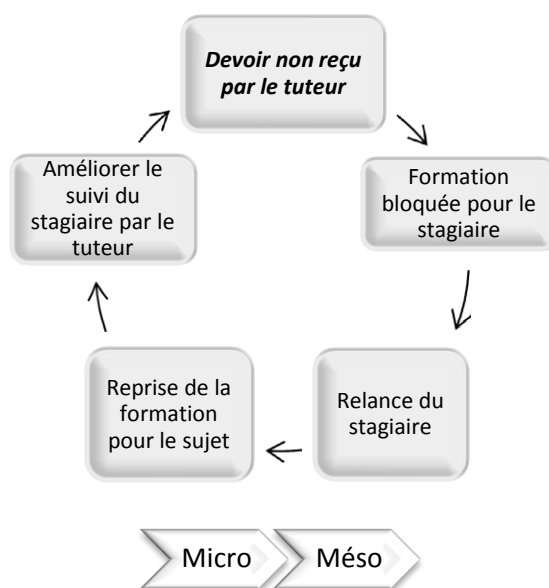 Devoir non reçu
par le tuteur
Formation
bloquée pour le
stagiaire
Relance du
stagiaire
Reprise de la
formation
pour le sujet
Améliorer le
suivi du
stagiaire par le
tuteur
Micro
Méso